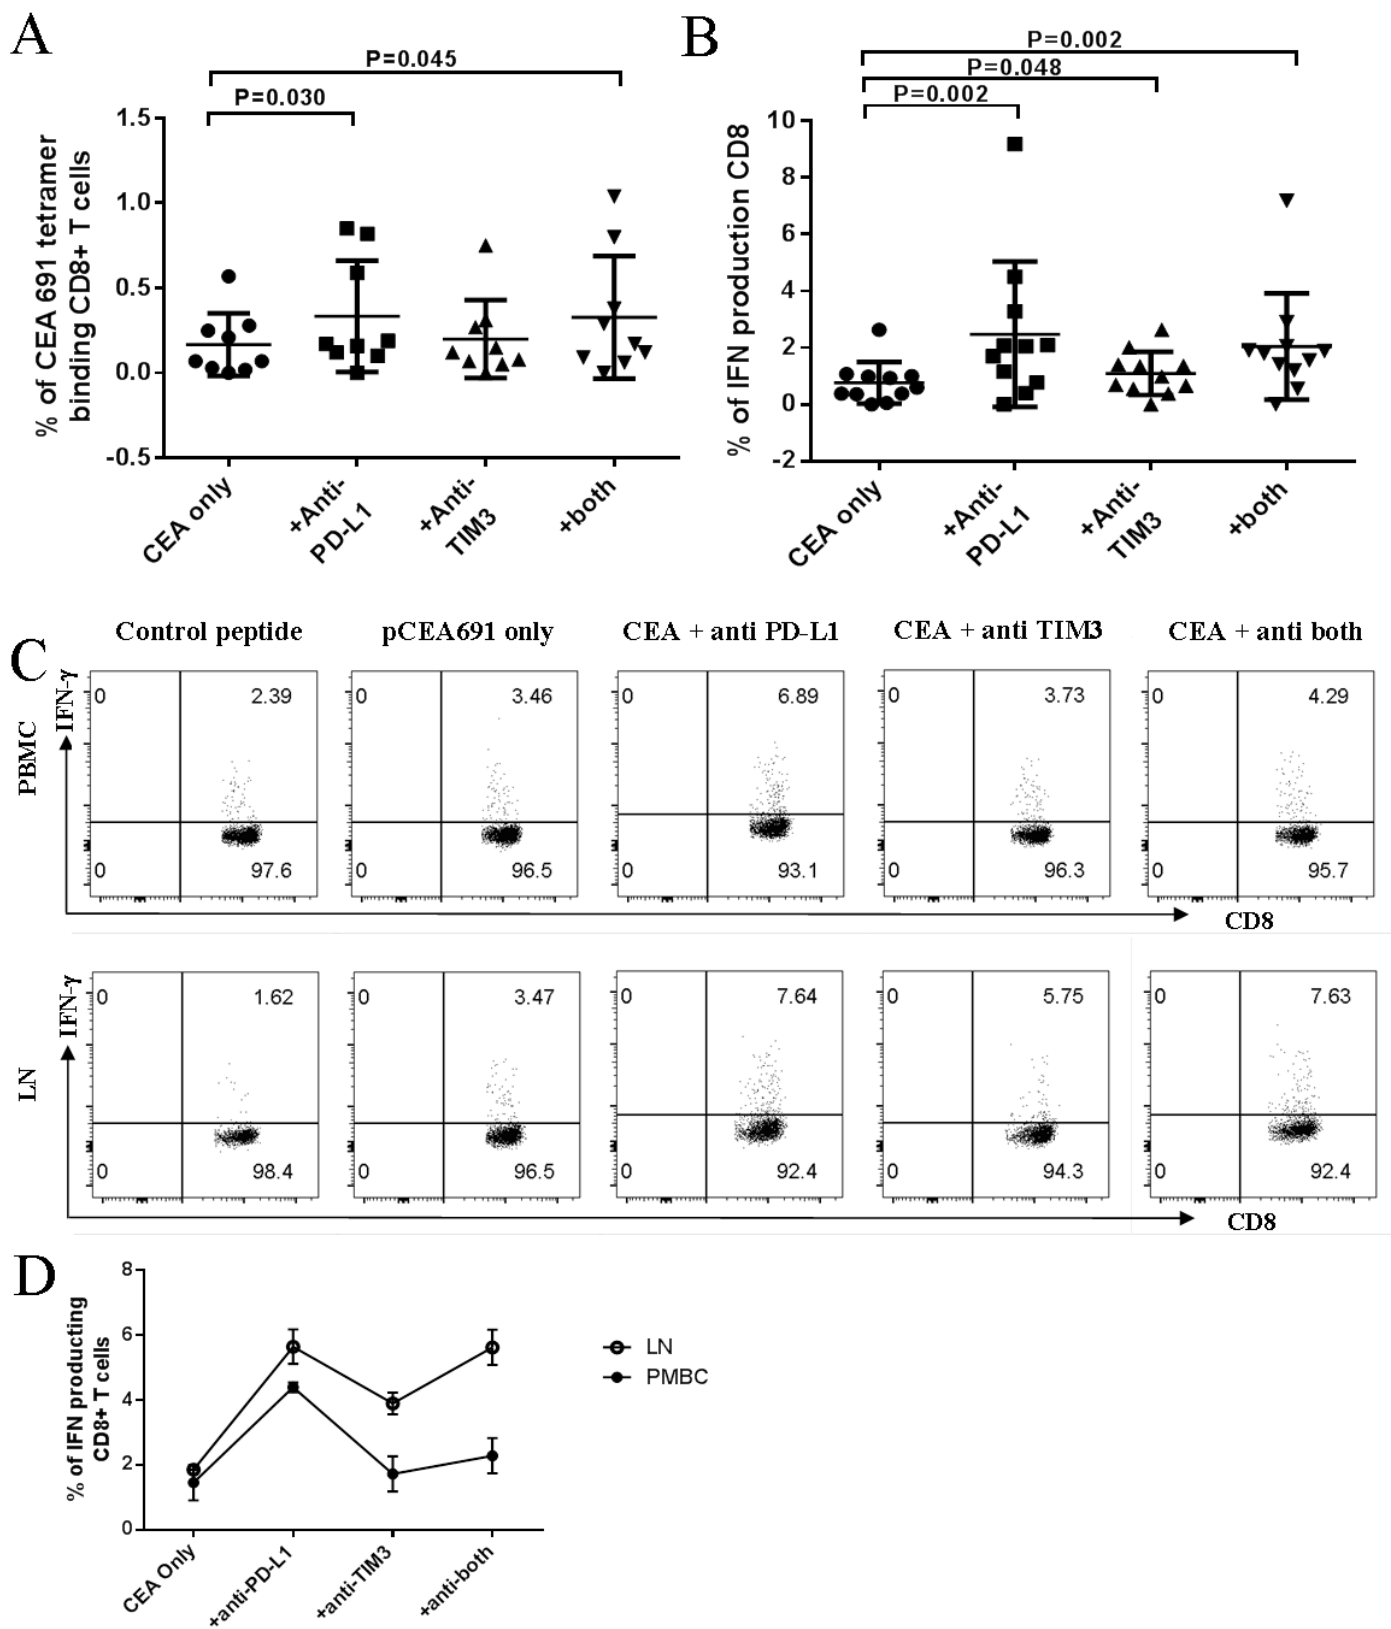 A
P=0.045
P=0.030
% of CEA 691 tetramer
binding CD8+ T cells
1.5
1.0
0.5
0.0
-0.5
CEA only
+Anti-
PD-L1
+Anti-
TIM3
+both
B
P=0.002
P=0.048
P=0.002
% of IFN production CD8
10
8
6
4
2
0
-2
CEA only
+Anti-
PD-L1
+Anti-
TIM3
+both
C
Control peptide
pCEA691 only
CEA + anti PD-L1
CEA + anti TIM3
CEA + anti both
PBMC
IFN-γ
0 2.39
0 3.46
0 6.89
0 3.73
0 4.29
0 97.6
0 96.5
0 93.1
0 96.3
0 95.7
CD8
LN
IFN-γ
0 1.62
0 3.47
0 7.64
0 5.75
0 7.63
0 98.4
0 96.5
0 92.4
0 94.3
0 92.4
CD8
D
% of IFN producing
CD8+ T cells
8
6
4
2
0
CEA Only
+anti-PD-L1
+anti-TIM3
+anti-both
LN
PMBC